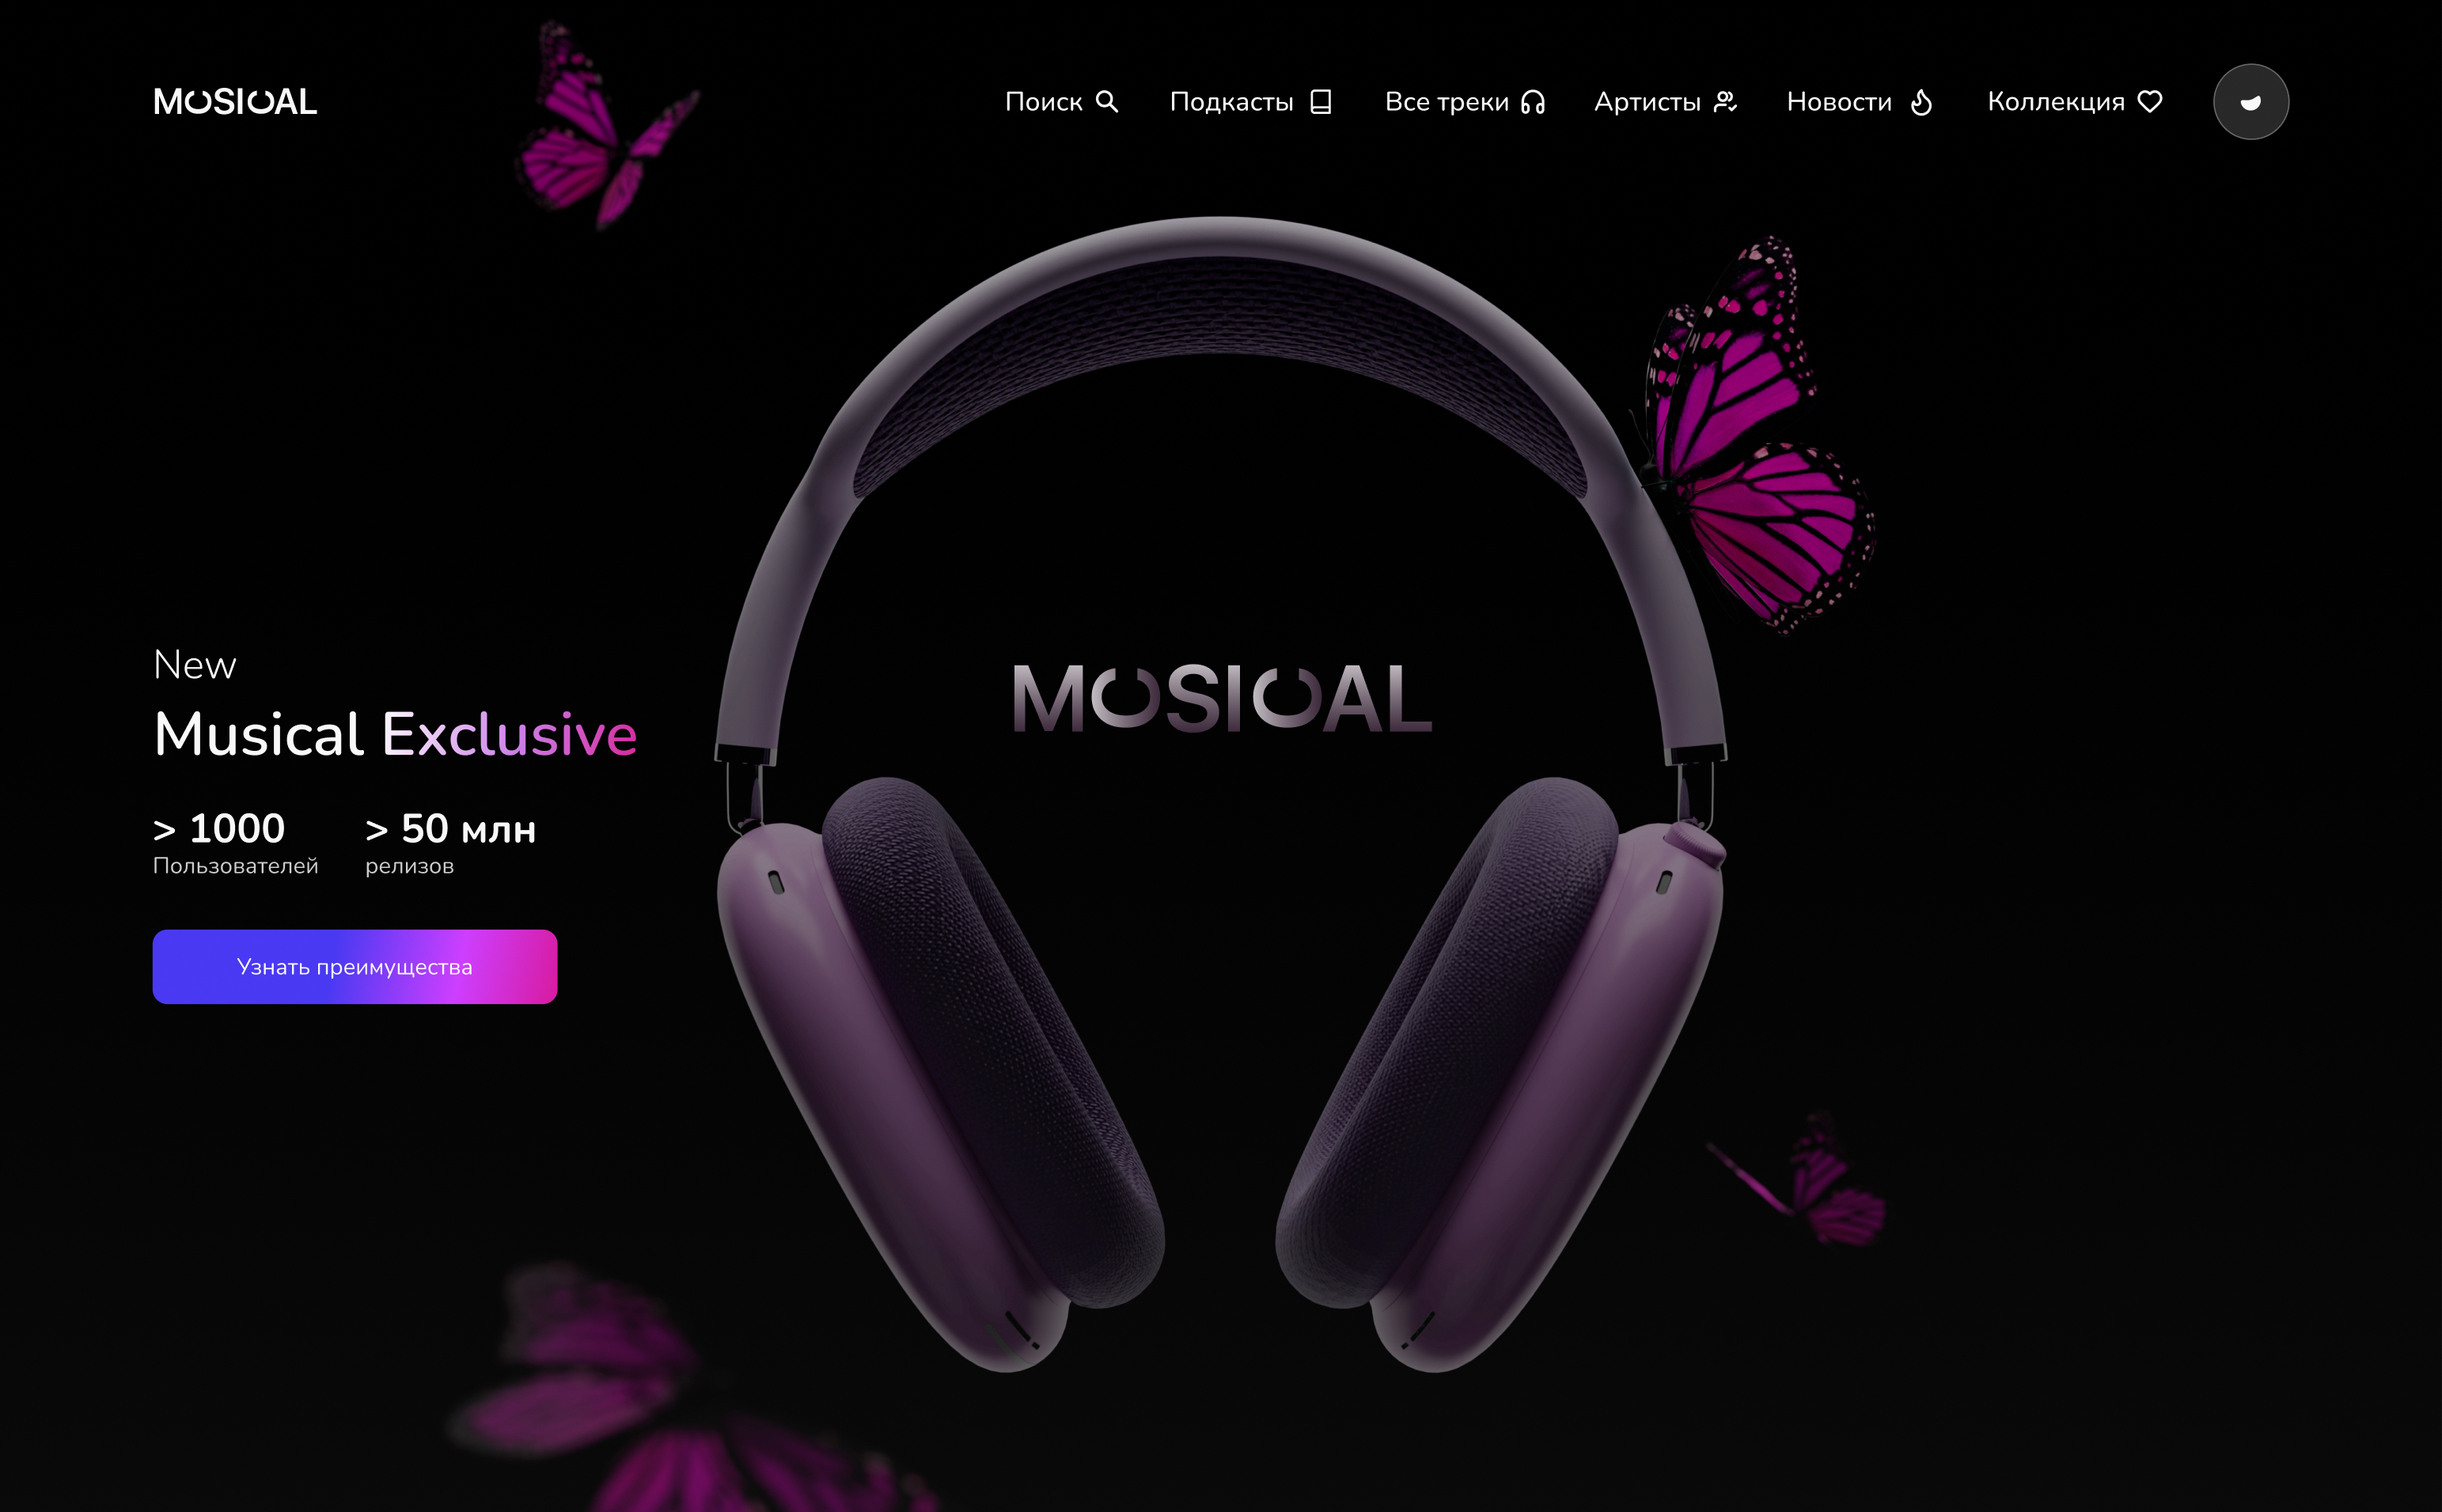 MUSICAL
Поиск
Подкасты
Все треки
Артисты
Новости
Коллекция
MUSICAL
New
Musical Exclusive
> 1000
Пользователей
> 50 млн
релизов
Узнать преимущества